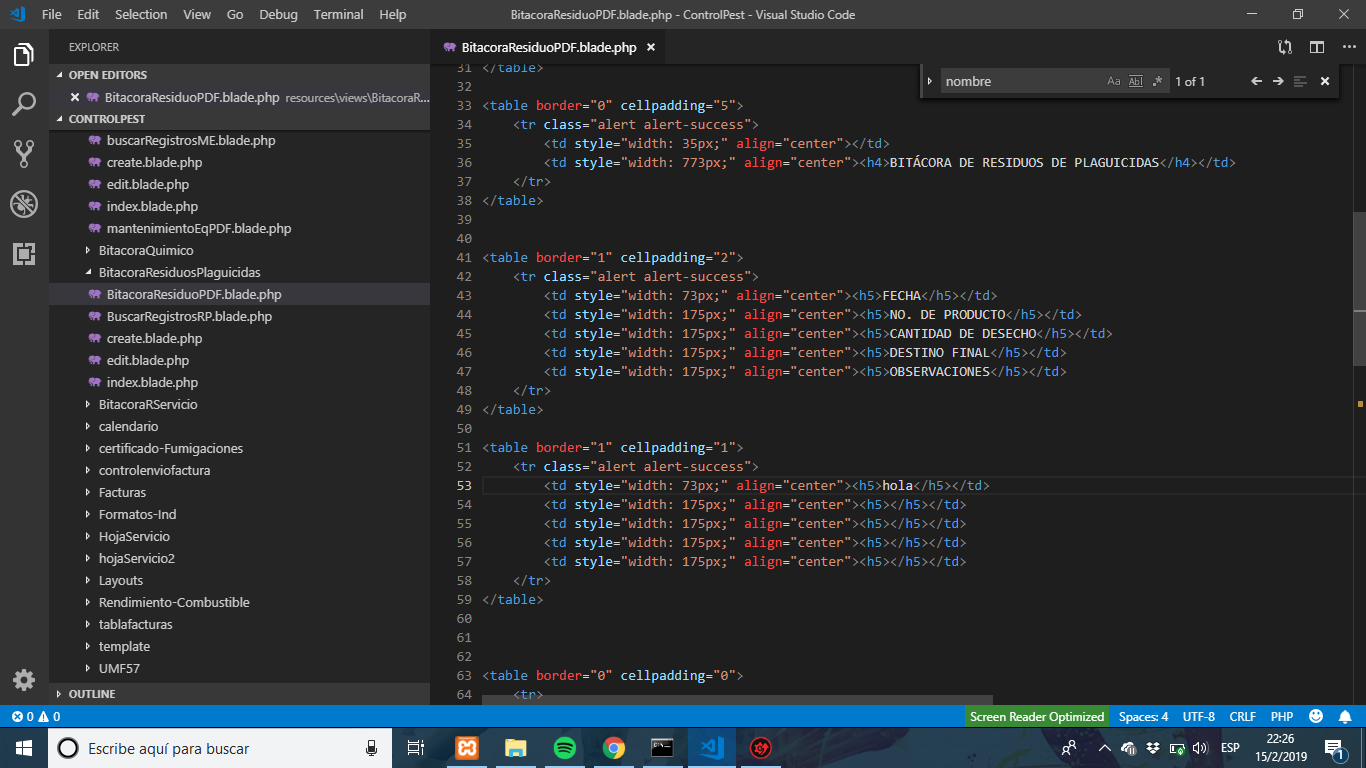 File Edit Selection View Go Debug Terminal Help
BitacoraResiduoPDF.blade.php - ControlPest - Visual Studio Code
EXPLORER
OPEN EDITORS
BitacoraResiduoPDF.blade.php resources\views\BitacoraR...
CONTROLPEST
buscarRegistrosME.blade.php
create.blade.php
edit.blade.php
index.blade.php
mantenimientoEqPDF.blade.php
BitacoraQuimico
BitacoraResiduosPlaguicidas
BitacoraResiduoPDF.blade.php
BuscarRegistrosRP.blade.php
create.blade.php
edit.blade.php
index.blade.php
BitacoraRServicio
calendario
certificado-Fumigaciones
controlenviofactura
Facturas
Formatos-Ind
HojaServicio
hojaServicio2
Layouts
Rendimiento-Combustible
tablafacturas
template
UMF57
OUTLINE
BitacoraResiduoPDF.blade.php
nombre Aa Abl .* 1 of 1
31 </table>
32
33 <table border="0" cellpadding="5">
34 <tr class="alert alert-success">
35 <td style="width: 35px;" align="center"></td>
36 <td style="width: 773px;" align="center"><h4>BITÁCORA DE RESIDUOS DE PLAGUICIDAS</h4></td>
37 </tr>
38 </table>
39
40
41 <table border="1" cellpadding="2">
42 <tr class="alert alert-success">
43 <td style="width: 73px;" align="center"><h5>FECHA</h5></td>
44 <td style="width: 175px;" align="center"><h5>NO. DE PRODUCTO</h5></td>
45 <td style="width: 175px;" align="center"><h5>CANTIDAD DE DESECHO</h5></td>
46 <td style="width: 175px;" align="center"><h5>DESTINO FINAL</h5></td>
47 <td style="width: 175px;" align="center"><h5>OBSERVACIONES</h5></td>
48 </tr>
49 </table>
50
51 <table border="1" cellpadding="1">
52 <tr class="alert alert-success">
53 <td style="width: 73px;" align="center"><h5>hola</h5></td>
54 <td style="width: 175px;" align="center"><h5></h5></td>
55 <td style="width: 175px;" align="center"><h5></h5></td>
56 <td style="width: 175px;" align="center"><h5></h5></td>
57 <td style="width: 175px;" align="center"><h5></h5></td>
58 </tr>
59 </table>
60
61
62
63 <table border="0" cellpadding="0">
64 <tr>
0 0
Screen Reader Optimized Spaces: 4 UTF-8 CRLF PHP
Escribe aquí para buscar
ESP
22:26
15/2/2019
1